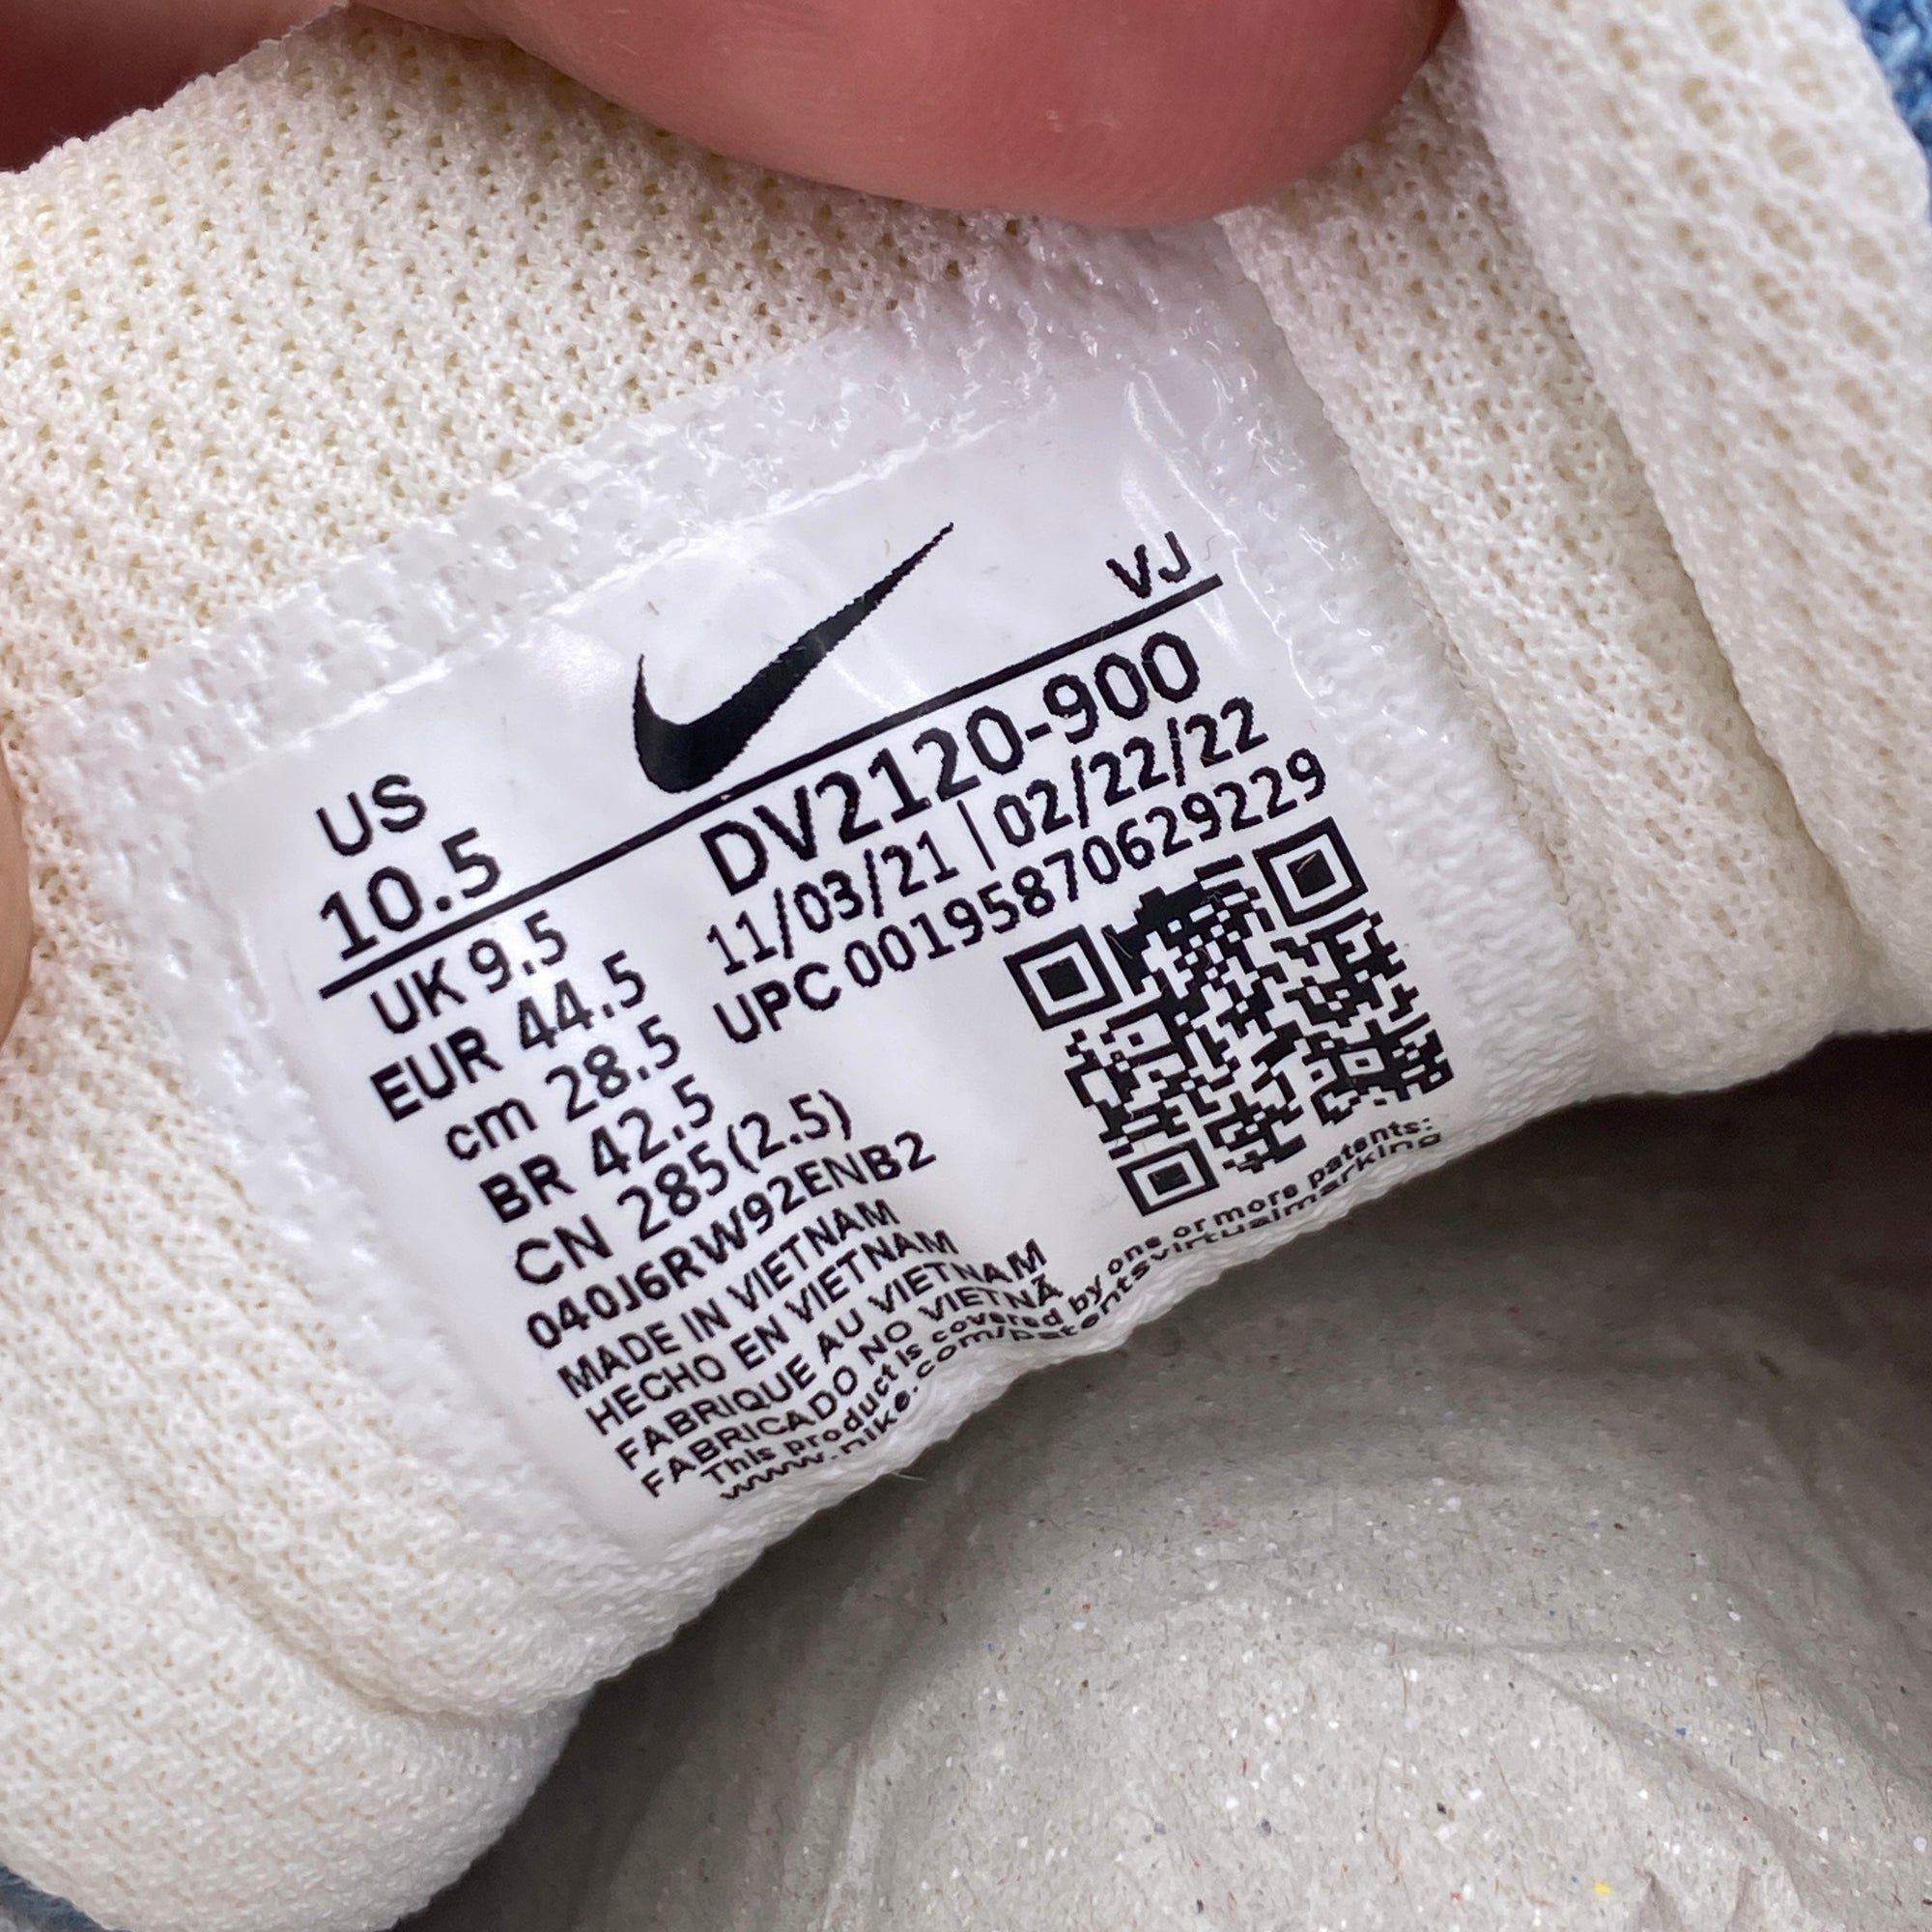 VJ
US
10.5
UK 9.5
EUR 44.5
cm 28.5
BR 42.5
CN 285(2.5)
DV2120-900
11/03/21 | 02/22/22
UPC 00195870629229
040J6RW92ENB2
MADE IN VIETNAM
HECHO EN VIETNAM
FABRIQUE AU VIETNAM
FABRICADO NO VIETNÃ
This product is covered by one or more patents:
www.nike.com/patentsvirtualmarking